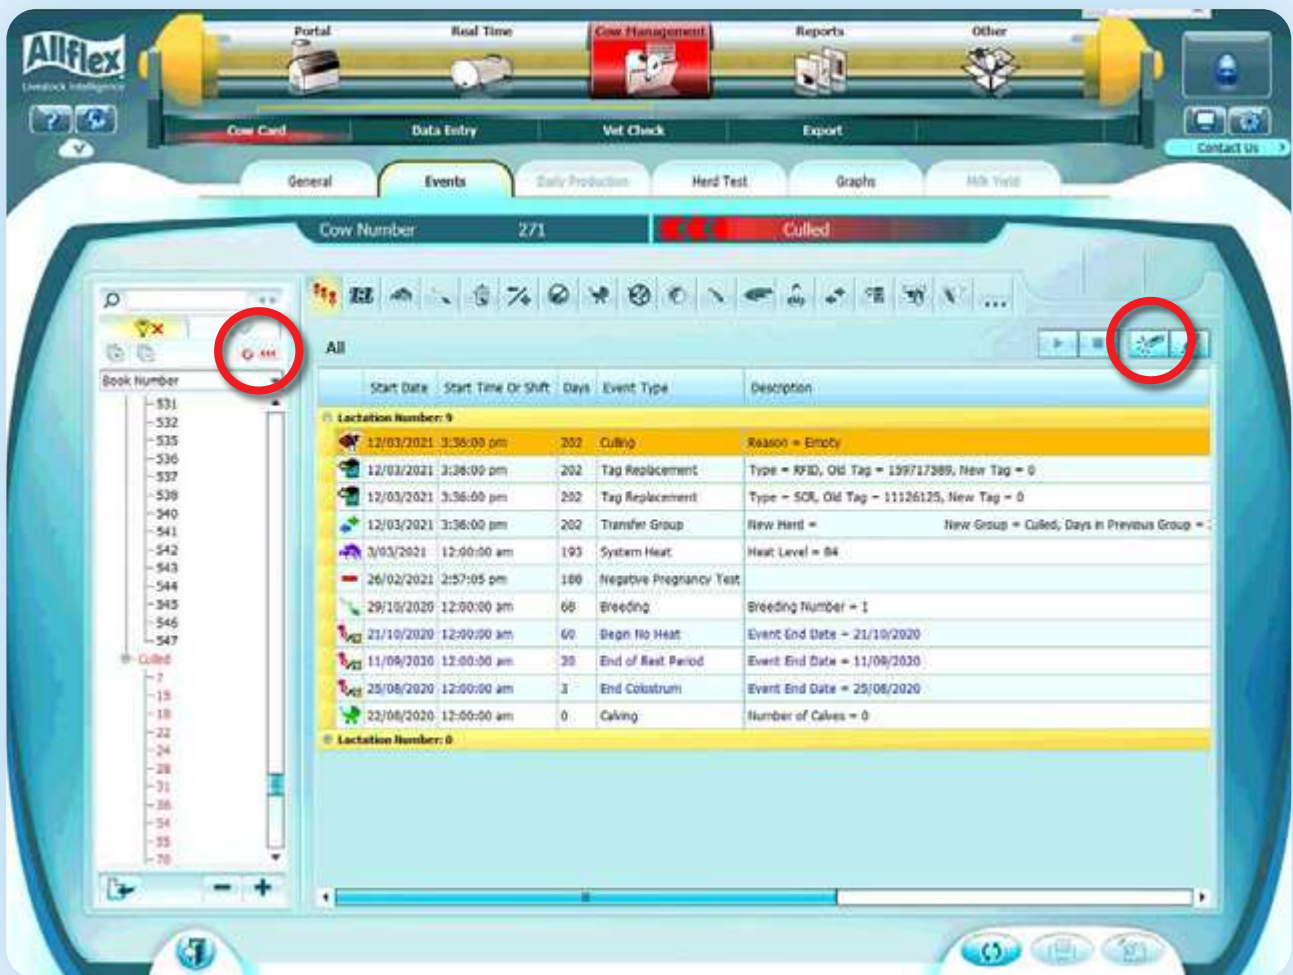 Allflex
Livestock Intelligence
Portal
Real Time
Cow Management
Reports
Other
Cow Card
Data Entry
Vet Check
Export
Contact Us
General
Events
Daily Production
Herd Test
Graphs
Milk Yield
Cow Number 271 Culled
All
Book Number
531
532
535
536
537
539
540
541
542
543
544
545
546
547
Culled
7
15
18
22
24
28
31
36
54
55
70
Start Date Start Time Or Shift Days Event Type Description
Lactation Number: 9
12/03/2021 3:36:00 pm 202 Culling Reason = Empty
12/03/2021 3:36:00 pm 202 Tag Replacement Type = RFID, Old Tag = 159717389, New Tag = 0
12/03/2021 3:36:00 pm 202 Tag Replacement Type = SCR, Old Tag = 11126125, New Tag = 0
12/03/2021 3:36:00 pm 202 Transfer Group New Herd = New Group = Culled, Days in Previous Group =
3/03/2021 12:00:00 am 193 System Heat Heat Level = 84
26/02/2021 2:57:05 pm 188 Negative Pregnancy Test
29/10/2020 12:00:00 am 68 Breeding Breeding Number = 1
21/10/2020 12:00:00 am 60 Begin No Heat Event End Date = 21/10/2020
11/09/2020 12:00:00 am 20 End of Rest Period Event End Date = 11/09/2020
25/08/2020 12:00:00 am 3 End Colostrum Event End Date = 25/08/2020
22/08/2020 12:00:00 am 0 Calving Number of Calves = 0
Lactation Number: 0